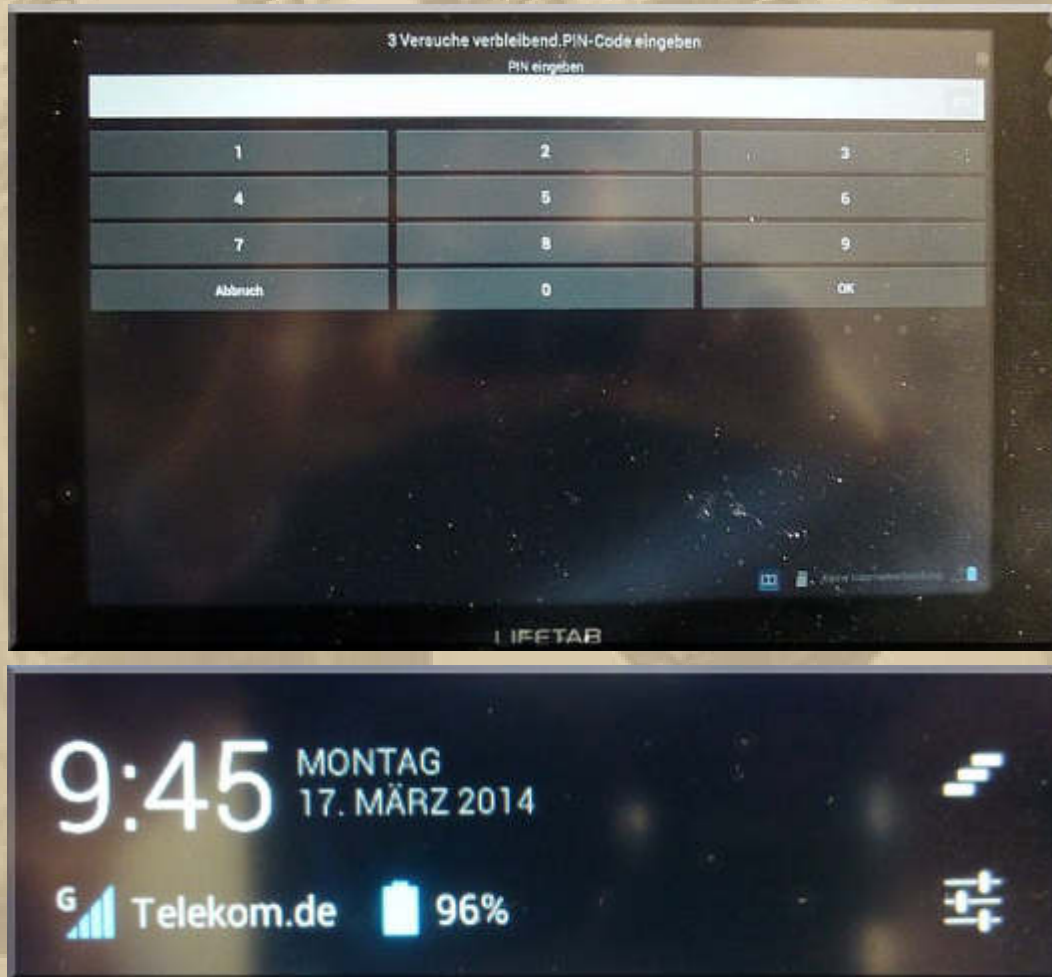 3 Versuche verbleibend.PIN-Code eingeben
PIN eingeben
1 2 3
4 5 6
7 8 9
Abbruch 0 OK
LIFETAB
9:45 MONTAG
17. MÄRZ 2014
G Telekom.de 96%